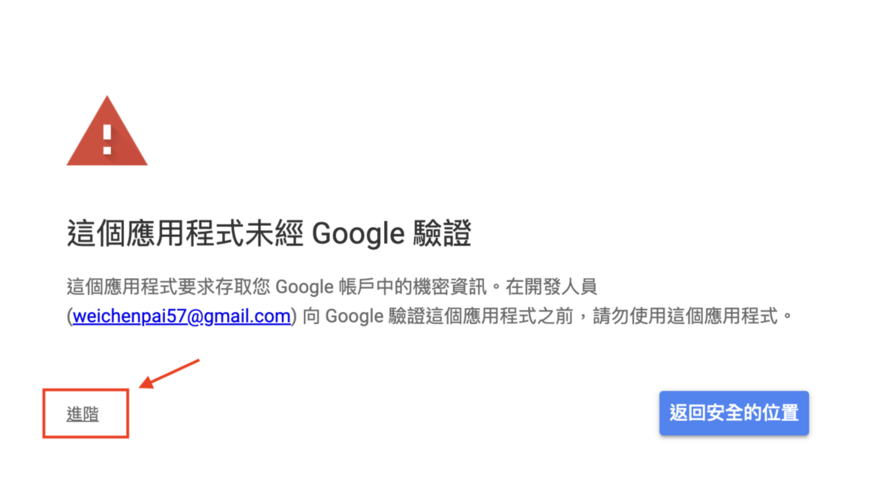 這個應用程式未經 Google 驗證
這個應用程式要求存取您 Google 帳戶中的機密資訊。在開發人員
(weichenpai57@gmail.com) 向 Google 驗證這個應用程式之前，請勿使用這個應用程式。
進階
返回安全的位置